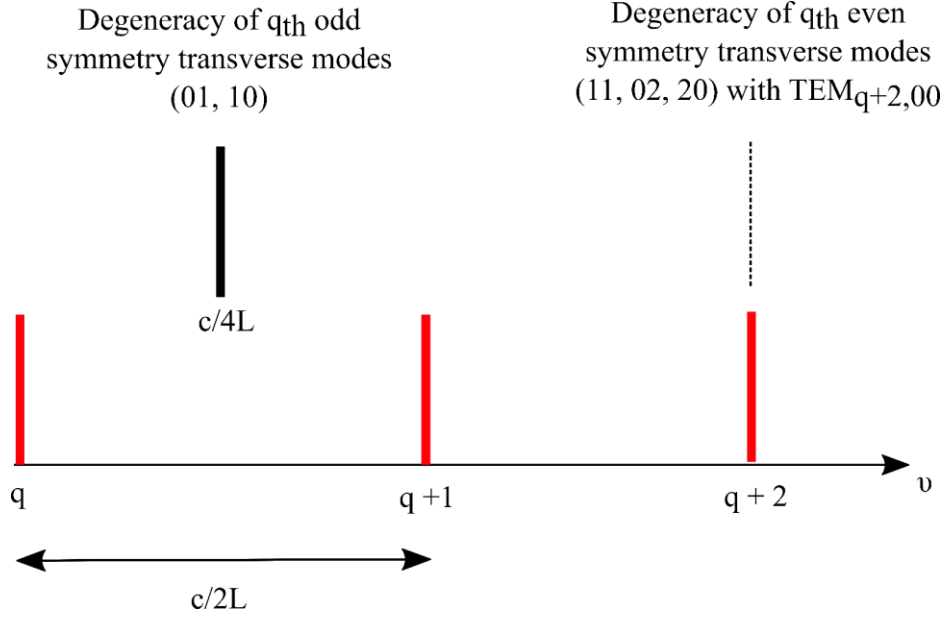 Degeneracy of qth odd
symmetry transverse modes
(01, 10)
Degeneracy of qth even
symmetry transverse modes
(11, 02, 20) with TEMq+2,00
c/4L
q
q +1
q + 2
υ
c/2L